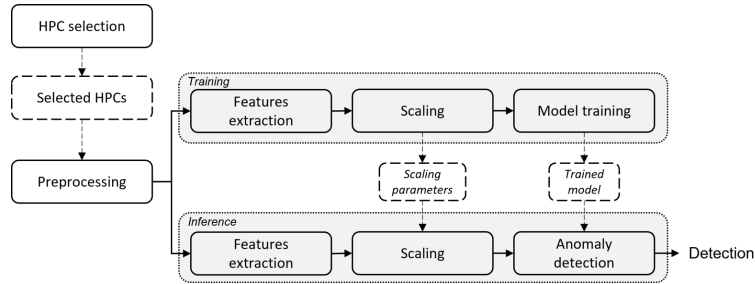 HPC selection
Selected HPCs
Preprocessing
Training
Features
extraction
Scaling
Model training
Scaling
parameters
Trained
model
Inference
Features
extraction
Scaling
Anomaly
detection
Detection